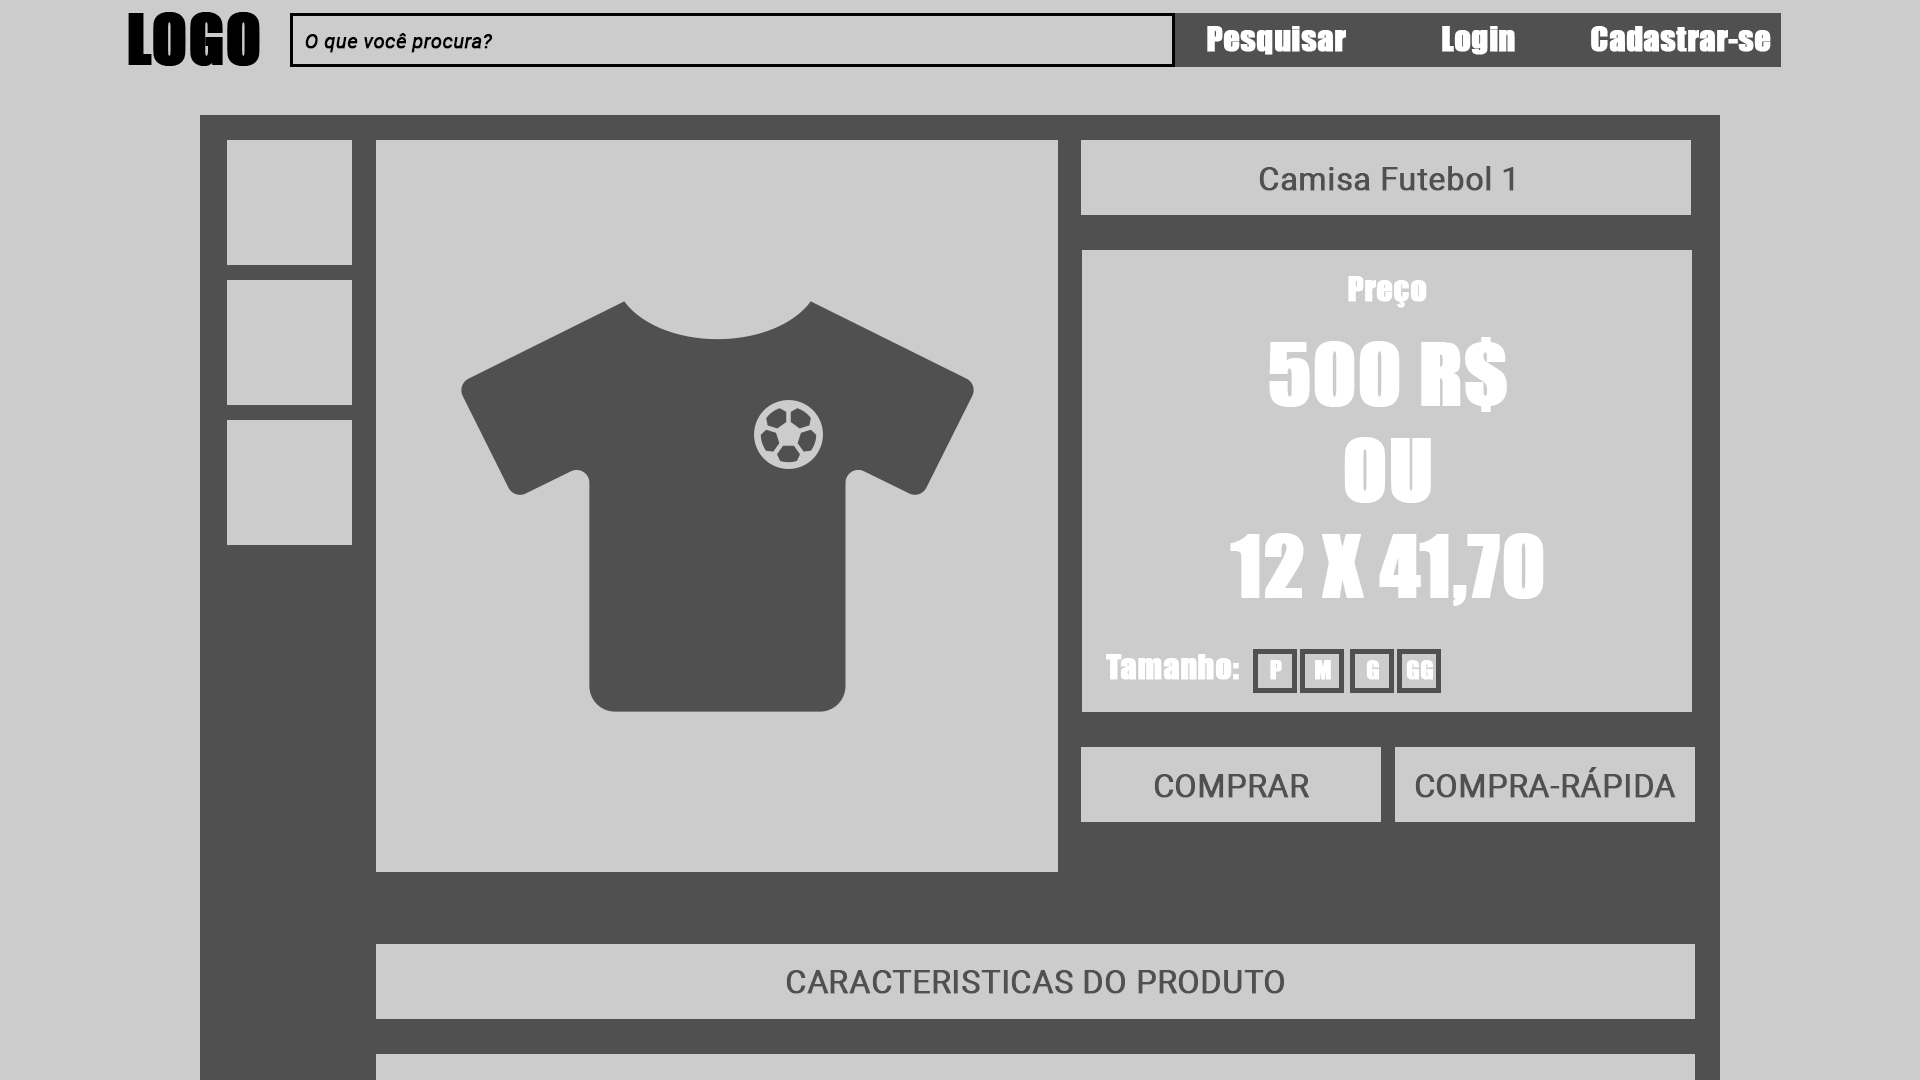 LOGO
O que você procura?
Pesquisar
Login
Cadastrar-se
Camisa Futebol 1
Preço
500 R$
OU
12 X 41,70
Tamanho: P M G GG
COMPRAR
COMPRA-RÁPIDA
CARACTERISTICAS DO PRODUTO